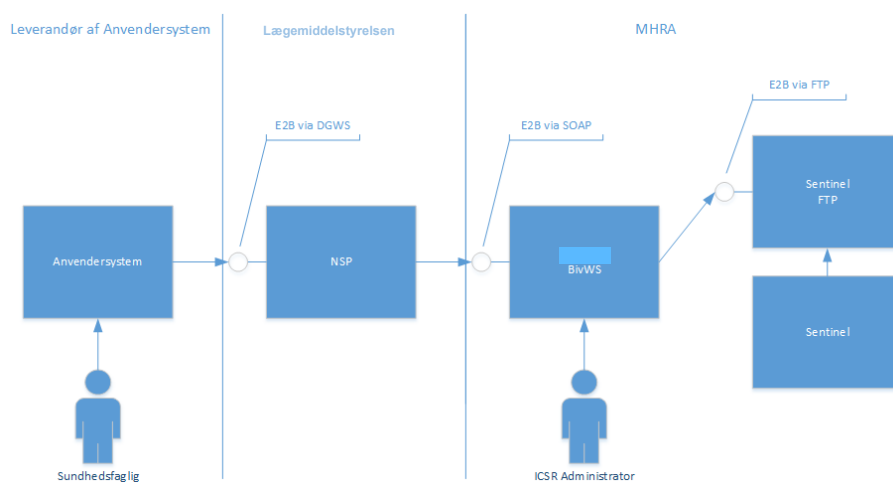 Leverandør af Anvendersystem
Lægemiddelstyrelsen
MHRA
E2B via FTP
E2B via DGWS
E2B via SOAP
Sentinel
FTP
Anvendersystem
NSP
BivWS
Sentinel
Sundhedsfaglig
ICSR Administrator